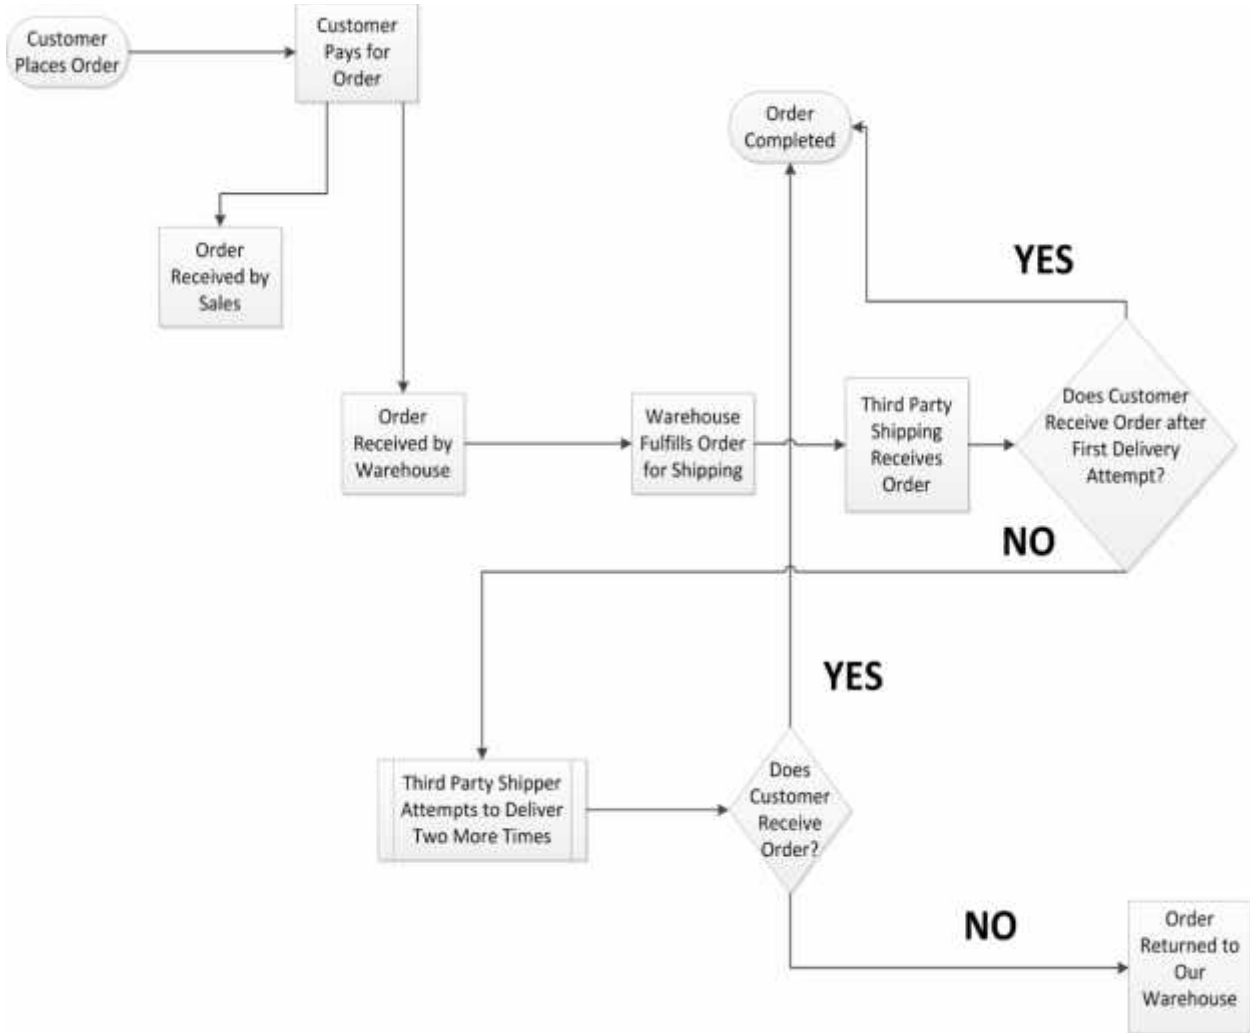 Customer
Places Order
Customer
Pays for
Order
Order
Completed
Order
Received by
Sales
YES
Order
Received by
Warehouse
Warehouse
Fulfills Order
for Shipping
Third Party
Shipping
Receives
Order
Does Customer
Receive Order after
First Delivery
Attempt?
NO
YES
Third Party Shipper
Attempts to Deliver
Two More Times
Does
Customer
Receive
Order?
NO
Order
Returned to
Our
Warehouse